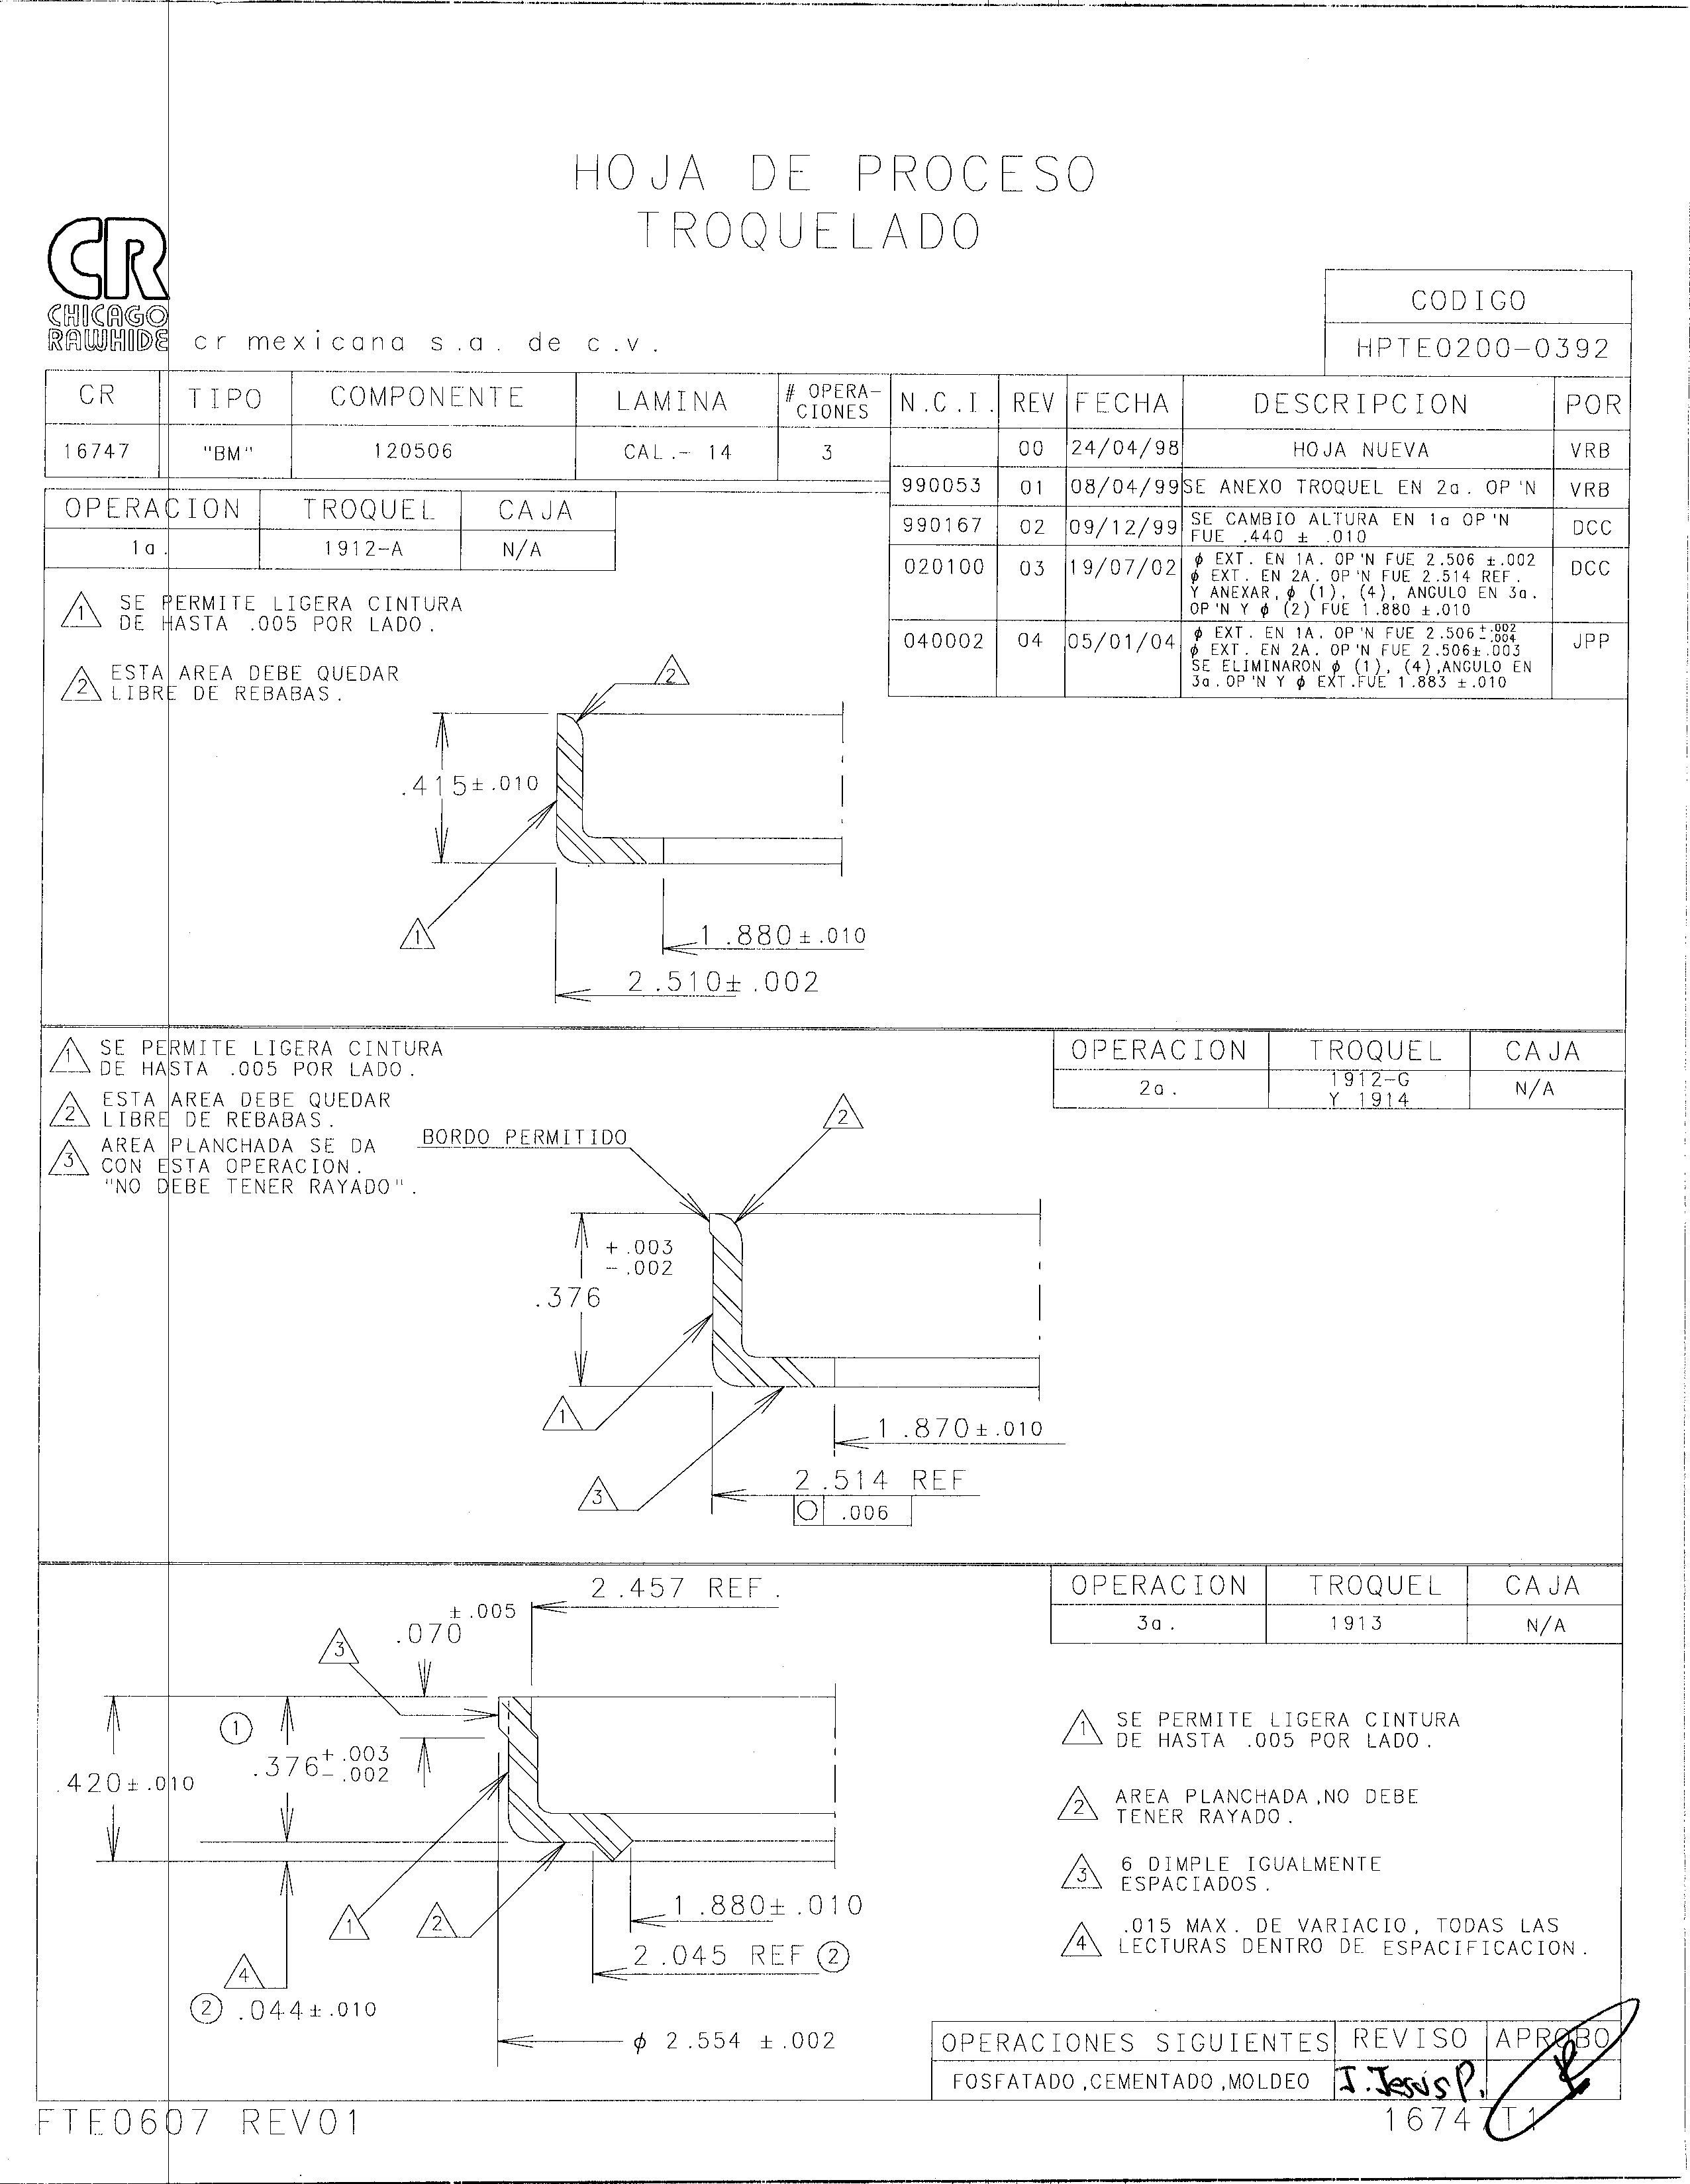 HOJA DE PROCESO
TROQUELADO
CR
CHICAGO
RAWHIDE
cr mexicana s.a. de c.v.
CODIGO
HPTE0200-0392
CR TIPO COMPONENTE LAMINA # OPERA-CIONES
16747 "BM" 120506 CAL.- 14 3
N.C.I. REV FECHA DESCRIPCION POR
00 24/04/98 HOJA NUEVA VRB
990053 01 08/04/99 SE ANEXO TROQUEL EN 2a. OP'N VRB
990167 02 09/12/99 SE CAMBIO ALTURA EN 1a OP'N
FUE .440 ± .010 DCC
020100 03 19/07/02 ϕ EXT. EN 1A. OP'N FUE 2.506 ±.002
ϕ EXT. EN 2A. OP'N FUE 2.514 REF.
Y ANEXAR, ϕ (1), (4), ANGULO EN 3a.
OP'N Y ϕ (2) FUE 1.880 ±.010 DCC
040002 04 05/01/04 ϕ EXT. EN 1A. OP'N FUE 2.506 ±.002 .004
ϕ EXT. EN 2A. OP'N FUE 2.506±.003
SE ELIMINARON ϕ (1), (4),ANGULO EN
3a.OP'N Y ϕ EXT.FUE 1.883 ±.010 JPP
OPERACION TROQUEL CAJA
1a. 1912-A N/A
1 SE PERMITE LIGERA CINTURA
DE HASTA .005 POR LADO.
2 ESTA AREA DEBE QUEDAR
LIBRE DE REBABAS.
2
.415±.010
1
1.880±.010
2.510±.002
1 SE PERMITE LIGERA CINTURA
DE HASTA .005 POR LADO.
2 ESTA AREA DEBE QUEDAR
LIBRE DE REBABAS.
3 AREA PLANCHADA SE DA
CON ESTA OPERACION.
"NO DEBE TENER RAYADO".
OPERACION TROQUEL CAJA
2a. 1912-G
Y 1914 N/A
BORDO PERMITIDO
2
+.003
-.002
.376
1
3
1.870±.010
2.514 REF
○ .006
OPERACION TROQUEL CAJA
3a. 1913 N/A
2.457 REF.
±.005
.070
3
1
.376 +.003
-.002
.420±.010
1
2
4
1.880±.010
2.045 REF 2
2 .044±.010
ϕ 2.554 ±.002
1 SE PERMITE LIGERA CINTURA
DE HASTA .005 POR LADO.
2 AREA PLANCHADA,NO DEBE
TENER RAYADO.
3 6 DIMPLE IGUALMENTE
ESPACIADOS.
4 .015 MAX. DE VARIACIO, TODAS LAS
LECTURAS DENTRO DE ESPACIFICACION.
OPERACIONES SIGUIENTES REVISO APROBO
FOSFATADO,CEMENTADO,MOLDEO J.JesúsP.
FTE0607 REV01
16747T1